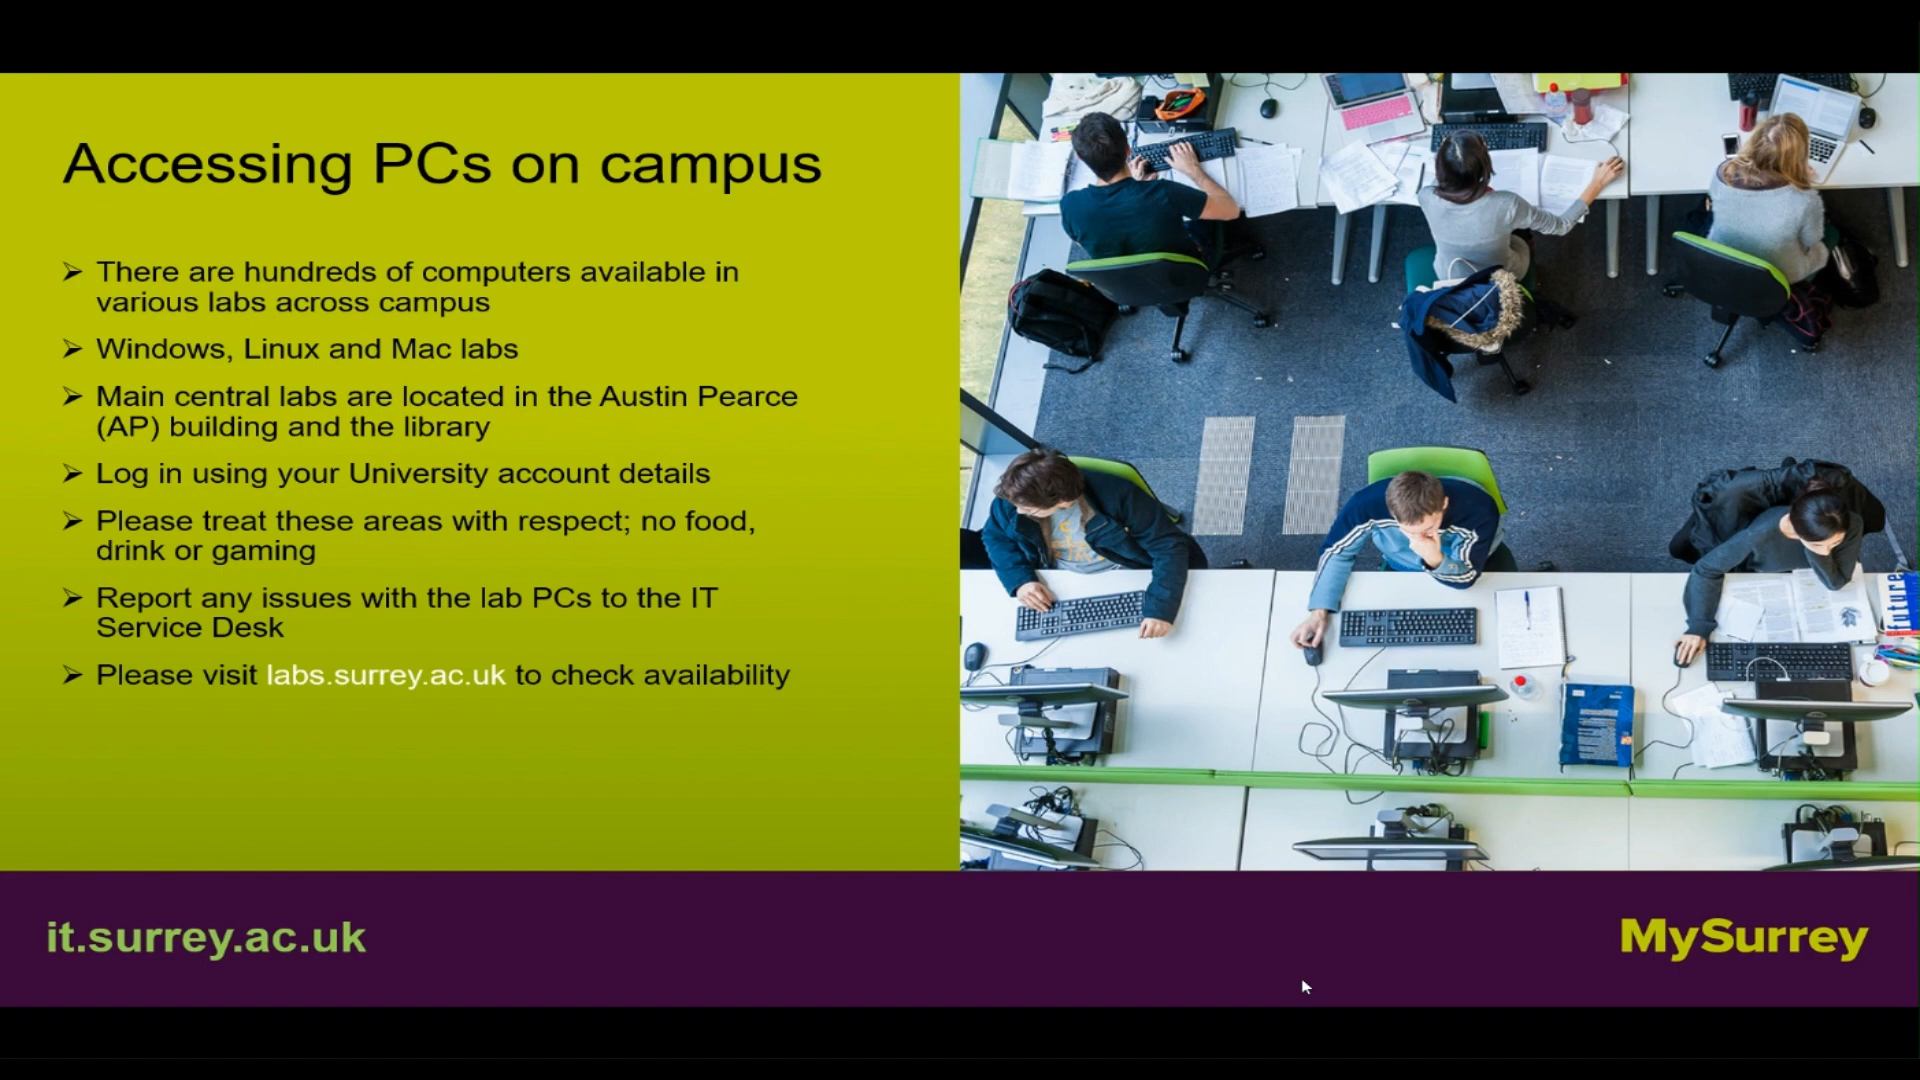 Accessing PCs on campus
➢ There are hundreds of computers available in
various labs across campus
➢ Windows, Linux and Mac labs
➢ Main central labs are located in the Austin Pearce
(AP) building and the library
➢ Log in using your University account details
➢ Please treat these areas with respect; no food,
drink or gaming
➢ Report any issues with the lab PCs to the IT
Service Desk
➢ Please visit labs.surrey.ac.uk to check availability
future
it.surrey.ac.uk
MySurrey